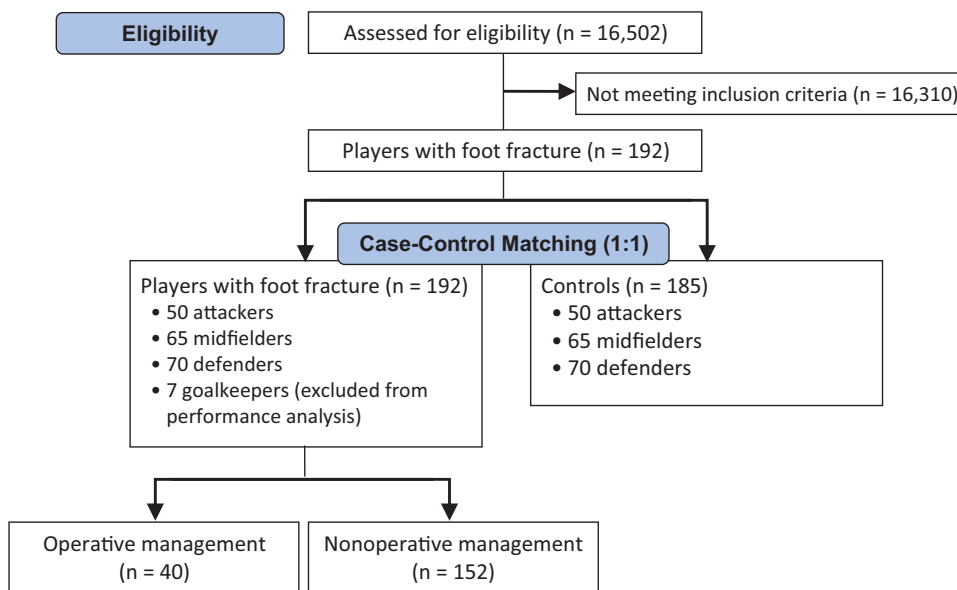 Eligibility
Assessed for eligibility (n = 16,502)
Not meeting inclusion criteria (n = 16,310)
Players with foot fracture (n = 192)
Case-Control Matching (1:1)
Players with foot fracture (n = 192)
• 50 attackers
• 65 midfielders
• 70 defenders
• 7 goalkeepers (excluded from
performance analysis)
Controls (n = 185)
• 50 attackers
• 65 midfielders
• 70 defenders
Operative management
(n = 40)
Nonoperative management
(n = 152)